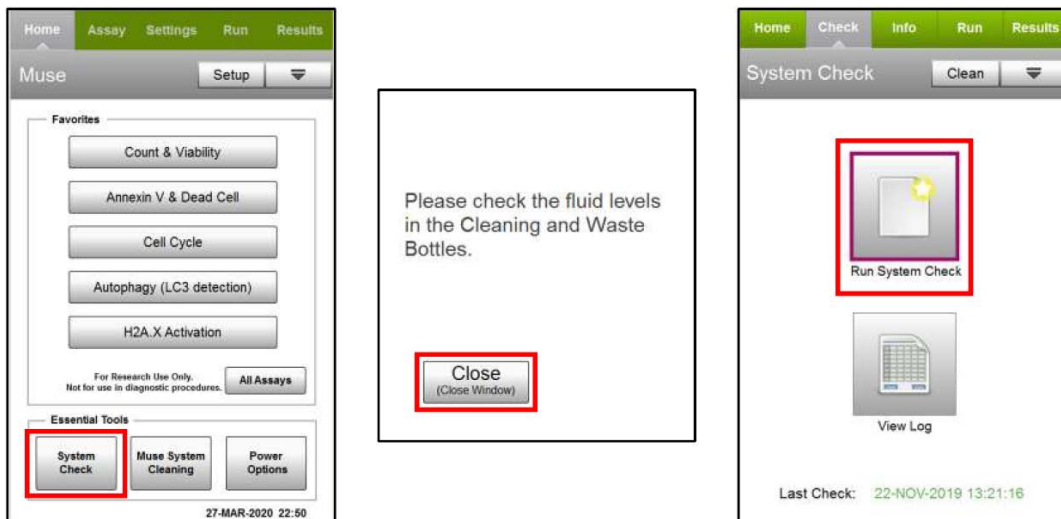 Home Assay Settings Run Results
Muse Setup
Favorites
Count & Viability
Annexin V & Dead Cell
Cell Cycle
Autophagy (LC3 detection)
H2A.X Activation
For Research Use Only.
Not for use in diagnostic procedures.
All Assays
Essential Tools
System
Check
Muse System
Cleaning
Power
Options
27-MAR-2020 22:50
Please check the fluid levels
in the Cleaning and Waste
Bottles.
Close
(Close Window)
Home Check Info Run Results
System Check Clean
Run System Check
View Log
Last Check: 22-NOV-2019 13:21:16